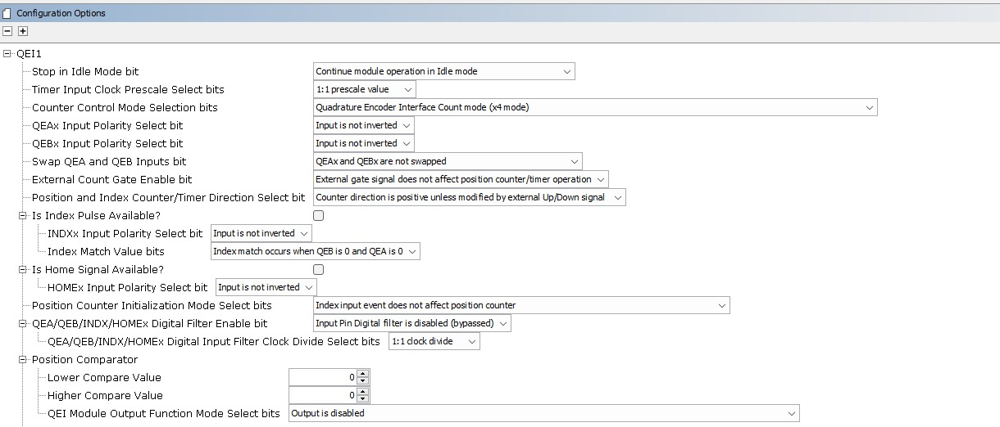 Configuration Options
QEI1
Stop in Idle Mode bit Continue module operation in Idle mode
Timer Input Clock Prescale Select bits 1:1 prescale value
Counter Control Mode Selection bits Quadrature Encoder Interface Count mode (x4 mode)
QEAx Input Polarity Select bit Input is not inverted
QEBx Input Polarity Select bit Input is not inverted
Swap QEA and QEB Inputs bit QEAx and QEBx are not swapped
External Count Gate Enable bit External gate signal does not affect position counter/timer operation
Position and Index Counter/Timer Direction Select bit Counter direction is positive unless modified by external Up/Down signal
Is Index Pulse Available?
INDXx Input Polarity Select bit Input is not inverted
Index Match Value bits Index match occurs when QEB is 0 and QEA is 0
Is Home Signal Available?
HOMEx Input Polarity Select bit Input is not inverted
Position Counter Initialization Mode Select bits Index input event does not affect position counter
QEA/QEB/INDX/HOMEx Digital Filter Enable bit Input Pin Digital filter is disabled (bypassed)
QEA/QEB/INDX/HOMEx Digital Input Filter Clock Divide Select bits 1:1 clock divide
Position Comparator
Lower Compare Value 0
Higher Compare Value 0
QEI Module Output Function Mode Select bits Output is disabled